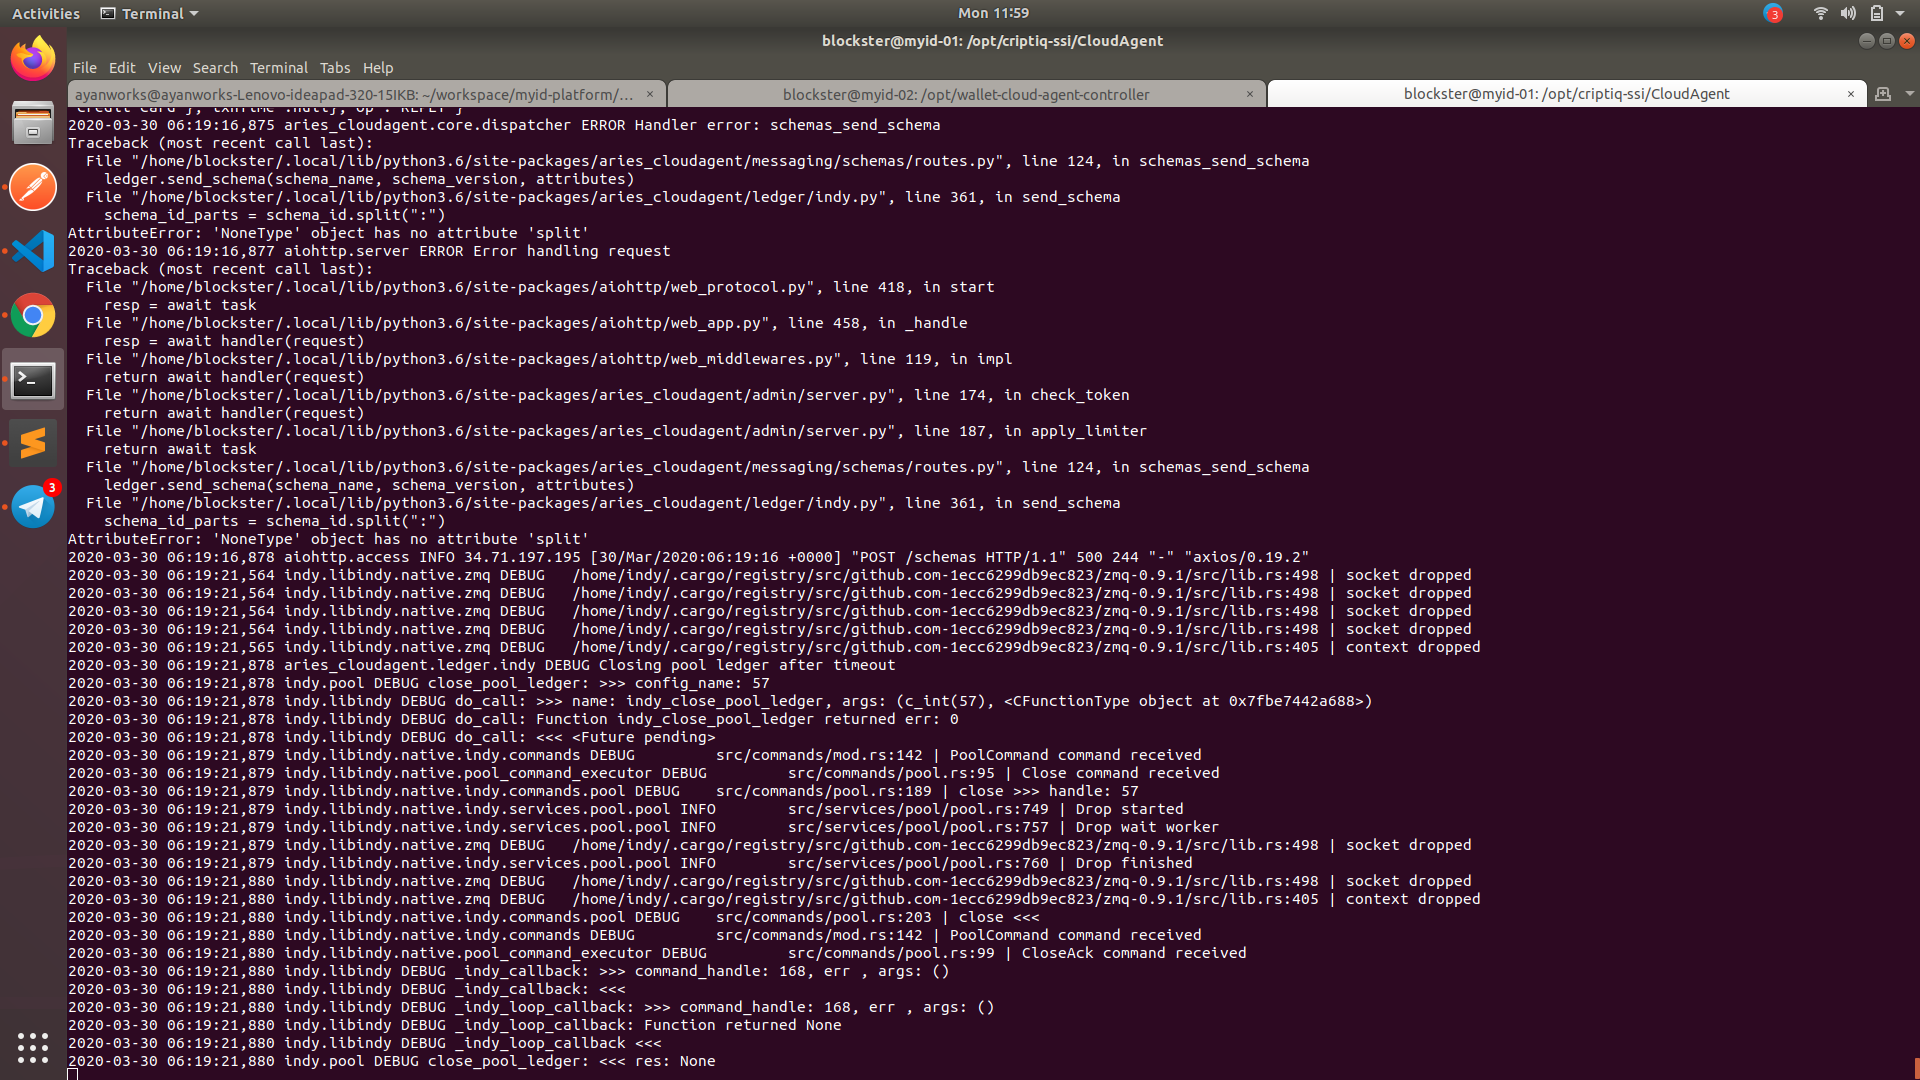 Activities
Terminal
Mon 11:59
3
blockster@myid-01: /opt/criptiq-ssi/CloudAgent
File Edit View Search Terminal Tabs Help
ayanworks@ayanworks-Lenovo-ideapad-320-15IKB: ~/workspace/myid-platform/... ×
blockster@myid-02: /opt/wallet-cloud-agent-controller ×
blockster@myid-01: /opt/criptiq-ssi/CloudAgent ×
2020-03-30 06:19:16,875 aries_cloudagent.core.dispatcher ERROR Handler error: schemas_send_schema
Traceback (most recent call last):
  File "/home/blockster/.local/lib/python3.6/site-packages/aries_cloudagent/messaging/schemas/routes.py", line 124, in schemas_send_schema
    ledger.send_schema(schema_name, schema_version, attributes)
  File "/home/blockster/.local/lib/python3.6/site-packages/aries_cloudagent/ledger/indy.py", line 361, in send_schema
    schema_id_parts = schema_id.split(":")
AttributeError: 'NoneType' object has no attribute 'split'
2020-03-30 06:19:16,877 aiohttp.server ERROR Error handling request
Traceback (most recent call last):
  File "/home/blockster/.local/lib/python3.6/site-packages/aiohttp/web_protocol.py", line 418, in start
    resp = await task
  File "/home/blockster/.local/lib/python3.6/site-packages/aiohttp/web_app.py", line 458, in _handle
    resp = await handler(request)
  File "/home/blockster/.local/lib/python3.6/site-packages/aiohttp/web_middlewares.py", line 119, in impl
    return await handler(request)
  File "/home/blockster/.local/lib/python3.6/site-packages/aries_cloudagent/admin/server.py", line 174, in check_token
    return await handler(request)
  File "/home/blockster/.local/lib/python3.6/site-packages/aries_cloudagent/admin/server.py", line 187, in apply_limiter
    return await task
  File "/home/blockster/.local/lib/python3.6/site-packages/aries_cloudagent/messaging/schemas/routes.py", line 124, in schemas_send_schema
    ledger.send_schema(schema_name, schema_version, attributes)
  File "/home/blockster/.local/lib/python3.6/site-packages/aries_cloudagent/ledger/indy.py", line 361, in send_schema
    schema_id_parts = schema_id.split(":")
AttributeError: 'NoneType' object has no attribute 'split'
2020-03-30 06:19:16,878 aiohttp.access INFO 34.71.197.195 [30/Mar/2020:06:19:16 +0000] "POST /schemas HTTP/1.1" 500 244 "-" "axios/0.19.2"
2020-03-30 06:19:21,564 indy.libindy.native.zmq DEBUG   /home/indy/.cargo/registry/src/github.com-1ecc6299db9ec823/zmq-0.9.1/src/lib.rs:498 | socket dropped
2020-03-30 06:19:21,564 indy.libindy.native.zmq DEBUG   /home/indy/.cargo/registry/src/github.com-1ecc6299db9ec823/zmq-0.9.1/src/lib.rs:498 | socket dropped
2020-03-30 06:19:21,564 indy.libindy.native.zmq DEBUG   /home/indy/.cargo/registry/src/github.com-1ecc6299db9ec823/zmq-0.9.1/src/lib.rs:498 | socket dropped
2020-03-30 06:19:21,564 indy.libindy.native.zmq DEBUG   /home/indy/.cargo/registry/src/github.com-1ecc6299db9ec823/zmq-0.9.1/src/lib.rs:498 | socket dropped
2020-03-30 06:19:21,565 indy.libindy.native.zmq DEBUG   /home/indy/.cargo/registry/src/github.com-1ecc6299db9ec823/zmq-0.9.1/src/lib.rs:405 | context dropped
2020-03-30 06:19:21,878 aries_cloudagent.ledger.indy DEBUG Closing pool ledger after timeout
2020-03-30 06:19:21,878 indy.pool DEBUG close_pool_ledger: >>> config_name: 57
2020-03-30 06:19:21,878 indy.libindy DEBUG do_call: >>> name: indy_close_pool_ledger, args: (c_int(57), <CFunctionType object at 0x7fbe7442a688>)
2020-03-30 06:19:21,878 indy.libindy DEBUG do_call: Function indy_close_pool_ledger returned err: 0
2020-03-30 06:19:21,878 indy.libindy DEBUG do_call: <<< <Future pending>
2020-03-30 06:19:21,879 indy.libindy.native.indy.commands DEBUG         src/commands/mod.rs:142 | PoolCommand command received
2020-03-30 06:19:21,879 indy.libindy.native.pool_command_executor DEBUG         src/commands/pool.rs:95 | Close command received
2020-03-30 06:19:21,879 indy.libindy.native.indy.commands.pool DEBUG    src/commands/pool.rs:189 | close >>> handle: 57
2020-03-30 06:19:21,879 indy.libindy.native.indy.services.pool.pool INFO        src/services/pool/pool.rs:749 | Drop started
2020-03-30 06:19:21,879 indy.libindy.native.indy.services.pool.pool INFO        src/services/pool/pool.rs:757 | Drop wait worker
2020-03-30 06:19:21,879 indy.libindy.native.zmq DEBUG   /home/indy/.cargo/registry/src/github.com-1ecc6299db9ec823/zmq-0.9.1/src/lib.rs:498 | socket dropped
2020-03-30 06:19:21,879 indy.libindy.native.indy.services.pool.pool INFO        src/services/pool/pool.rs:760 | Drop finished
2020-03-30 06:19:21,880 indy.libindy.native.zmq DEBUG   /home/indy/.cargo/registry/src/github.com-1ecc6299db9ec823/zmq-0.9.1/src/lib.rs:498 | socket dropped
2020-03-30 06:19:21,880 indy.libindy.native.zmq DEBUG   /home/indy/.cargo/registry/src/github.com-1ecc6299db9ec823/zmq-0.9.1/src/lib.rs:405 | context dropped
2020-03-30 06:19:21,880 indy.libindy.native.indy.commands.pool DEBUG    src/commands/pool.rs:203 | close <<<
2020-03-30 06:19:21,880 indy.libindy.native.indy.commands DEBUG         src/commands/mod.rs:142 | PoolCommand command received
2020-03-30 06:19:21,880 indy.libindy.native.pool_command_executor DEBUG         src/commands/pool.rs:99 | CloseAck command received
2020-03-30 06:19:21,880 indy.libindy DEBUG _indy_callback: >>> command_handle: 168, err , args: ()
2020-03-30 06:19:21,880 indy.libindy DEBUG _indy_callback: <<<
2020-03-30 06:19:21,880 indy.libindy DEBUG _indy_loop_callback: >>> command_handle: 168, err , args: ()
2020-03-30 06:19:21,880 indy.libindy DEBUG _indy_loop_callback: Function returned None
2020-03-30 06:19:21,880 indy.libindy DEBUG _indy_loop_callback <<<
2020-03-30 06:19:21,880 indy.pool DEBUG close_pool_ledger: <<< res: None
3